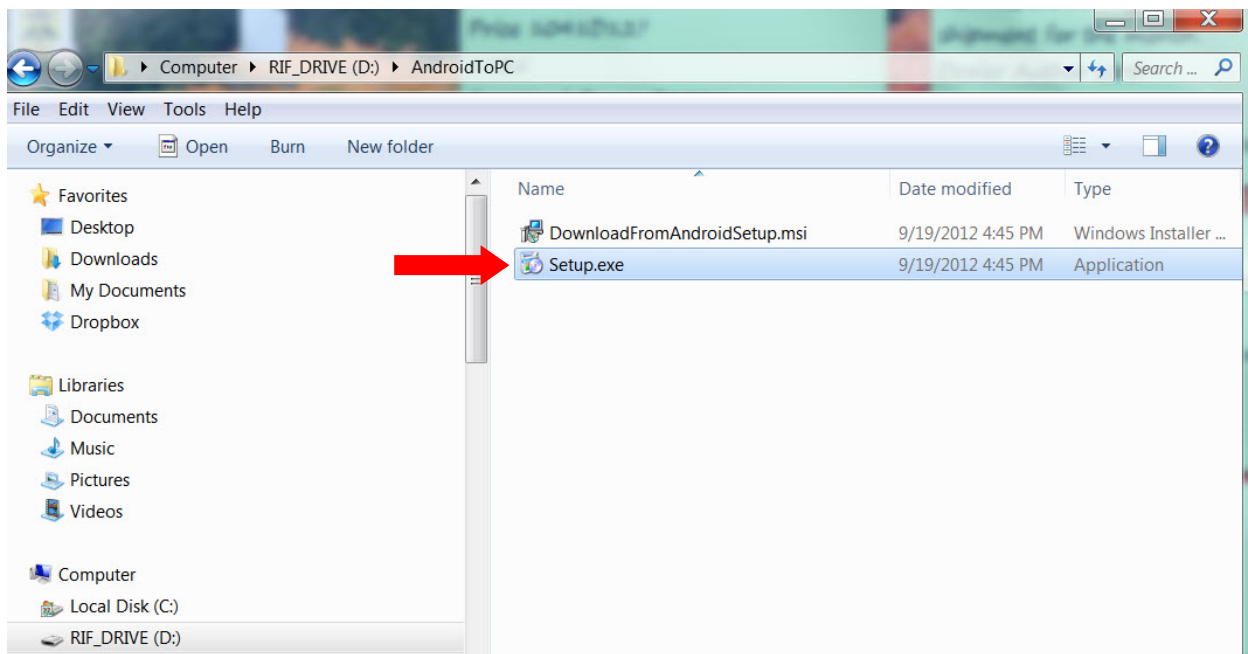 Computer ▸ RIF_DRIVE (D:) ▸ AndroidToPC
Search ...
File Edit View Tools Help
Organize Open Burn New folder
Name Date modified Type
Favorites
Desktop
Downloads
My Documents
Dropbox
Libraries
Documents
Music
Pictures
Videos
Computer
Local Disk (C:)
RIF_DRIVE (D:)
DownloadFromAndroidSetup.msi 9/19/2012 4:45 PM Windows Installer ...
Setup.exe 9/19/2012 4:45 PM Application